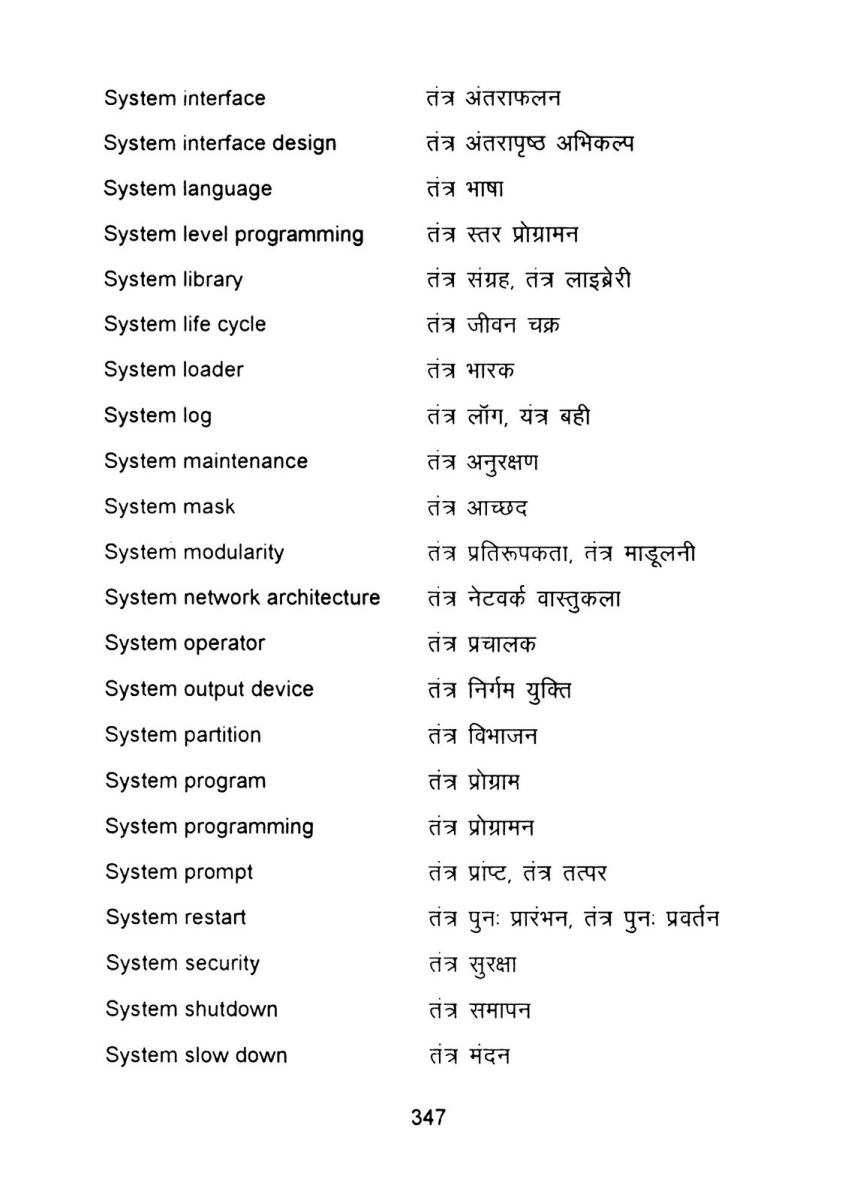 System interface तंत्र अंतराफलन
System interface design तंत्र अंतरापृष्ठ अभिकल्प
System language तंत्र भाषा
System level programming तंत्र स्तर प्रोग्रामन
System library तंत्र संग्रह, तंत्र लाइब्रेरी
System life cycle तंत्र जीवन चक्र
System loader तंत्र भारक
System log तंत्र लॉग, यंत्र बही
System maintenance तंत्र अनुरक्षण
System mask तंत्र आच्छद
System modularity तंत्र प्रतिरूपकता, तंत्र माडूलनी
System network architecture तंत्र नेटवर्क वास्तुकला
System operator तंत्र प्रचालक
System output device तंत्र निर्गम युक्ति
System partition तंत्र विभाजन
System program तंत्र प्रोग्राम
System programming तंत्र प्रोग्रामन
System prompt तंत्र प्रांप्ट, तंत्र तत्पर
System restart तंत्र पुनः प्रारंभन, तंत्र पुनः प्रवर्तन
System security तंत्र सुरक्षा
System shutdown तंत्र समापन
System slow down तंत्र मंदन
347